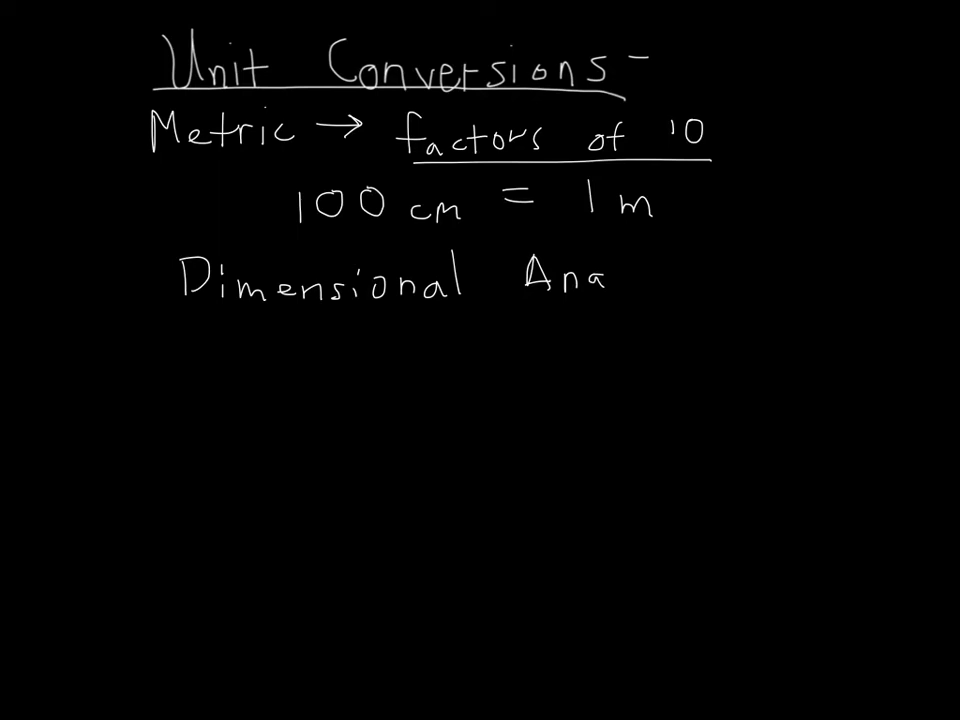 Unit Conversions -
Metric → factors of 10
100 cm = 1 m
Dimensional Ana